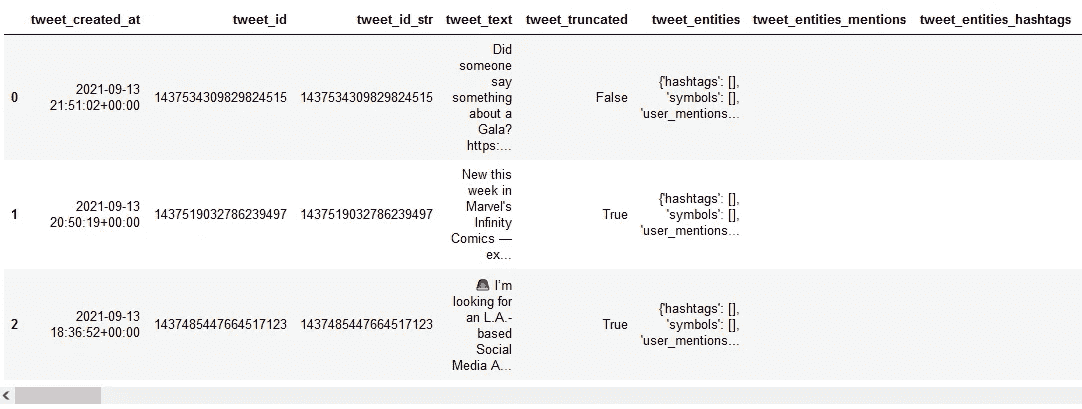 tweet_created_at tweet_id tweet_id_str tweet_text tweet_truncated tweet_entities tweet_entities_mentions tweet_entities_hashtags
0 2021-09-13 21:51:02+00:00 1437534309829824515 1437534309829824515 Did someone say something about a Gala? https:... False {'hashtags': [], 'symbols': [], 'user_mentions...
1 2021-09-13 20:50:19+00:00 1437519032786239497 1437519032786239497 New this week in Marvel's Infinity Comics — ex... True {'hashtags': [], 'symbols': [], 'user_mentions...
2 2021-09-13 18:36:52+00:00 1437485447664517123 1437485447664517123 I'm looking for an L.A.-based Social Media A... True {'hashtags': [], 'symbols': [], 'user_mentions...